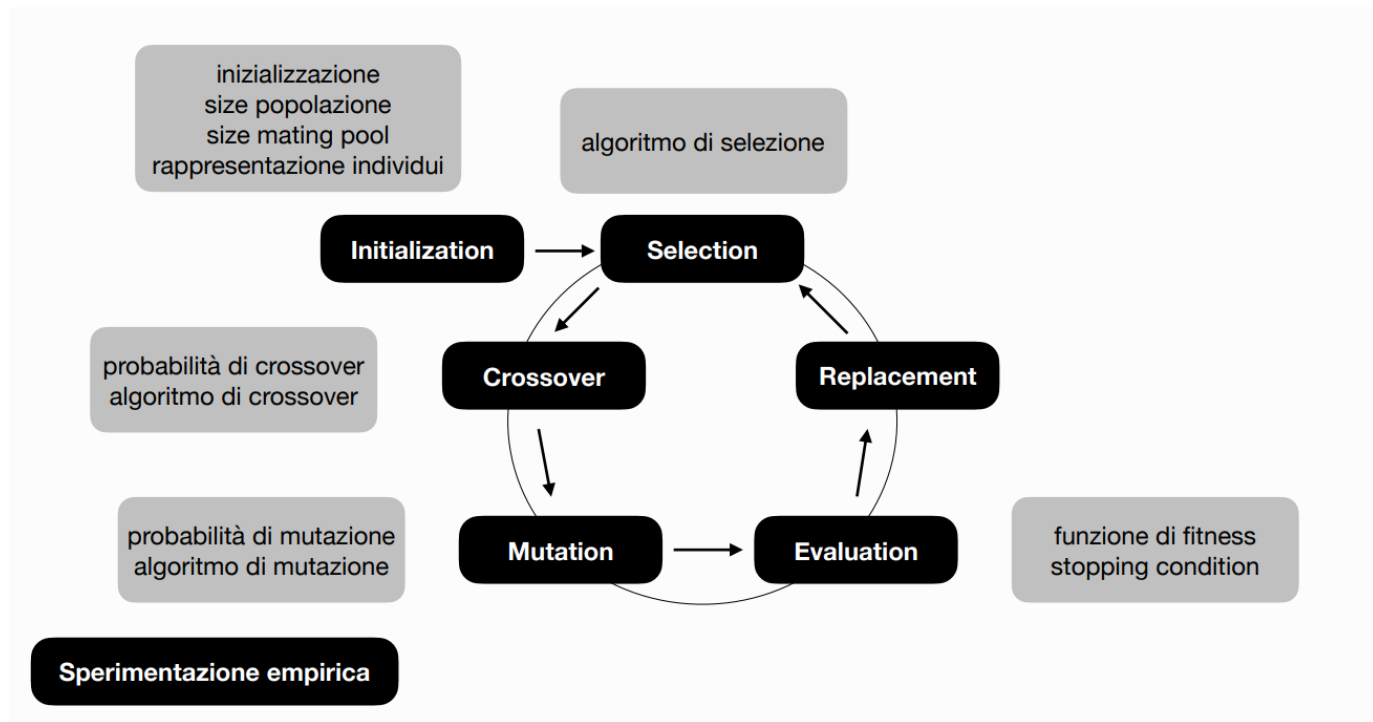 inizializzazione
size popolazione
size mating pool
rappresentazione individui
algoritmo di selezione
Initialization
Selection
probabilità di crossover
algoritmo di crossover
Crossover
Replacement
probabilità di mutazione
algoritmo di mutazione
Mutation
Evaluation
funzione di fitness
stopping condition
Sperimentazione empirica